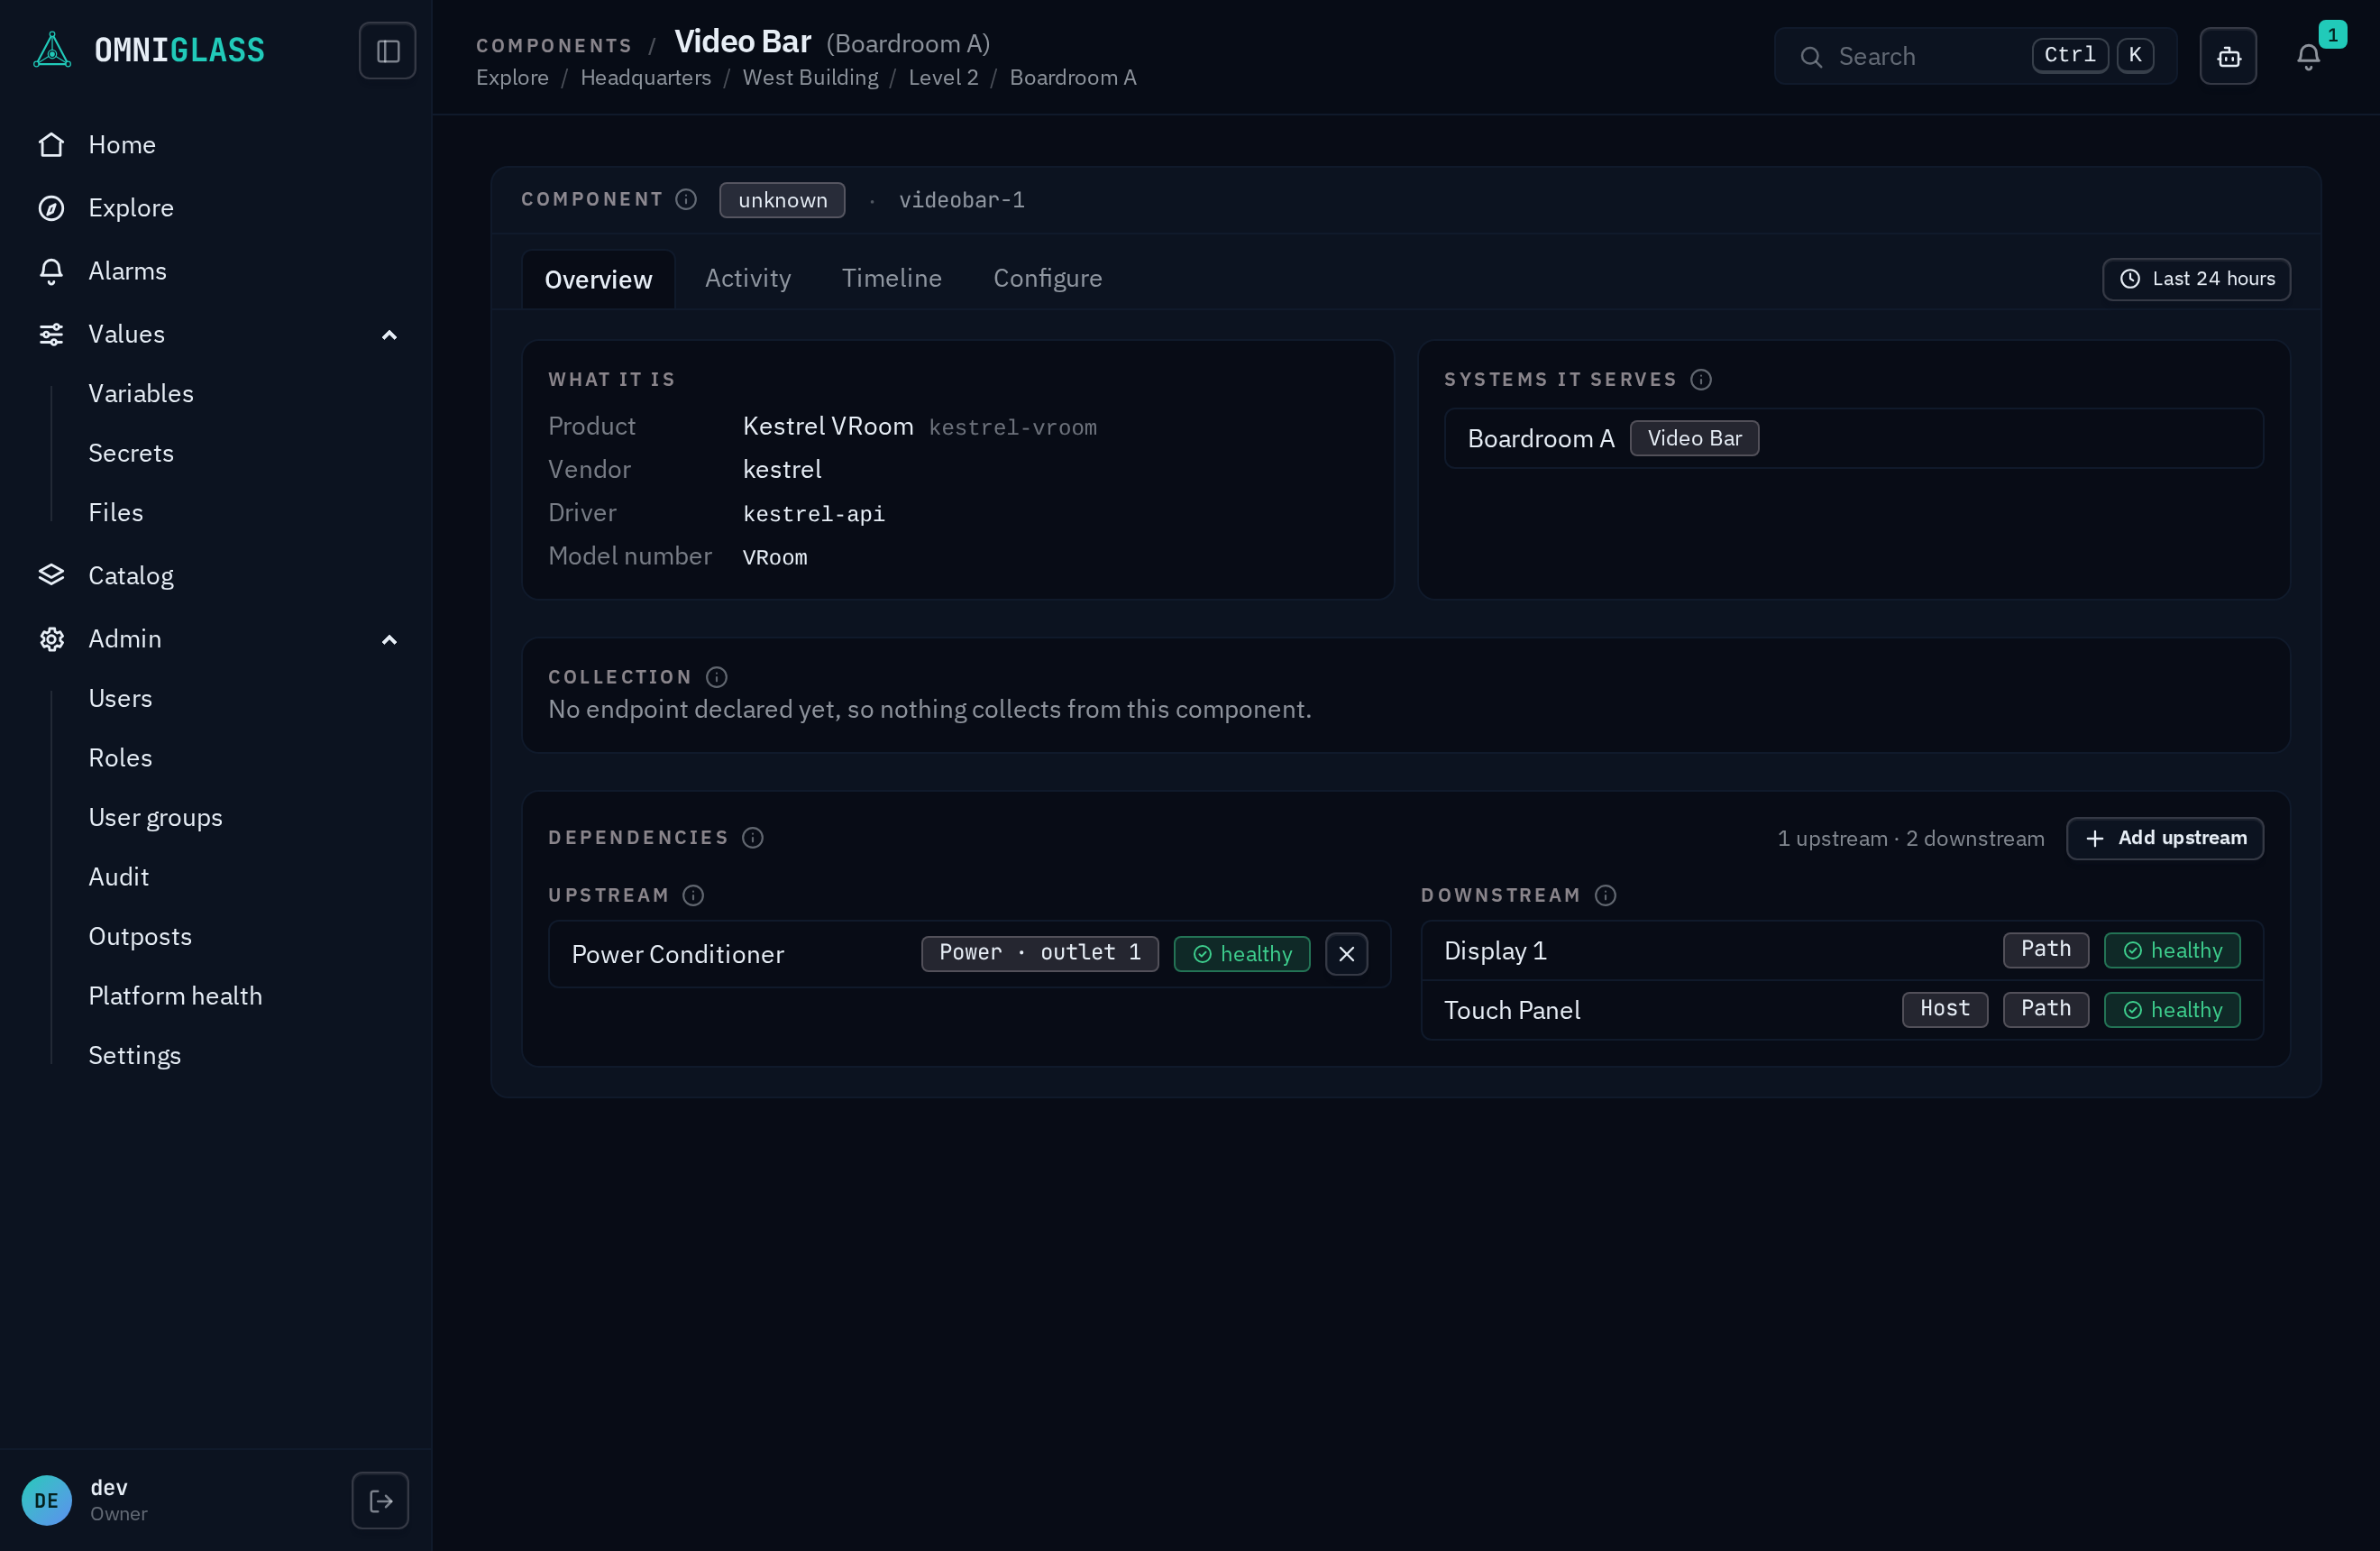 OMNIGLASS
Home
Explore
Alarms
Values
Variables
Secrets
Files
Catalog
Admin
Users
Roles
User groups
Audit
Outposts
Platform health
Settings
DE
dev
Owner
COMPONENTS / Video Bar (Boardroom A)
Explore / Headquarters / West Building / Level 2 / Boardroom A
Search Ctrl K
1
COMPONENT unknown · videobar-1
Overview Activity Timeline Configure
Last 24 hours
WHAT IT IS
Product Kestrel VRoom kestrel-vroom
Vendor kestrel
Driver kestrel-api
Model number VRoom
SYSTEMS IT SERVES
Boardroom A Video Bar
COLLECTION
No endpoint declared yet, so nothing collects from this component.
DEPENDENCIES
1 upstream · 2 downstream
Add upstream
UPSTREAM
Power Conditioner Power · outlet 1 healthy
DOWNSTREAM
Display 1 Path healthy
Touch Panel Host Path healthy